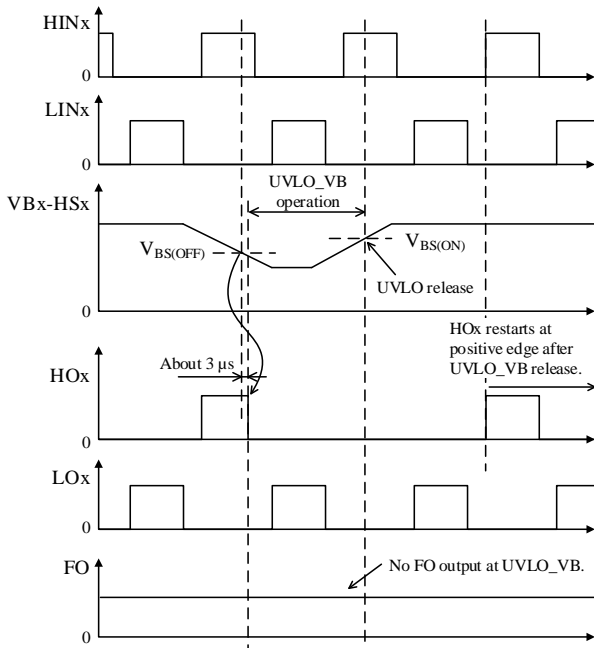 HINx
0
LINx
0
UVLO_VB
operation
VBx-HSx
VBS(OFF)
VBS(ON)
UVLO release
0
HOx restarts at
positive edge after
UVLO_VB release.
About 3 µs
HOx
0
LOx
0
FO
No FO output at UVLO_VB.
0